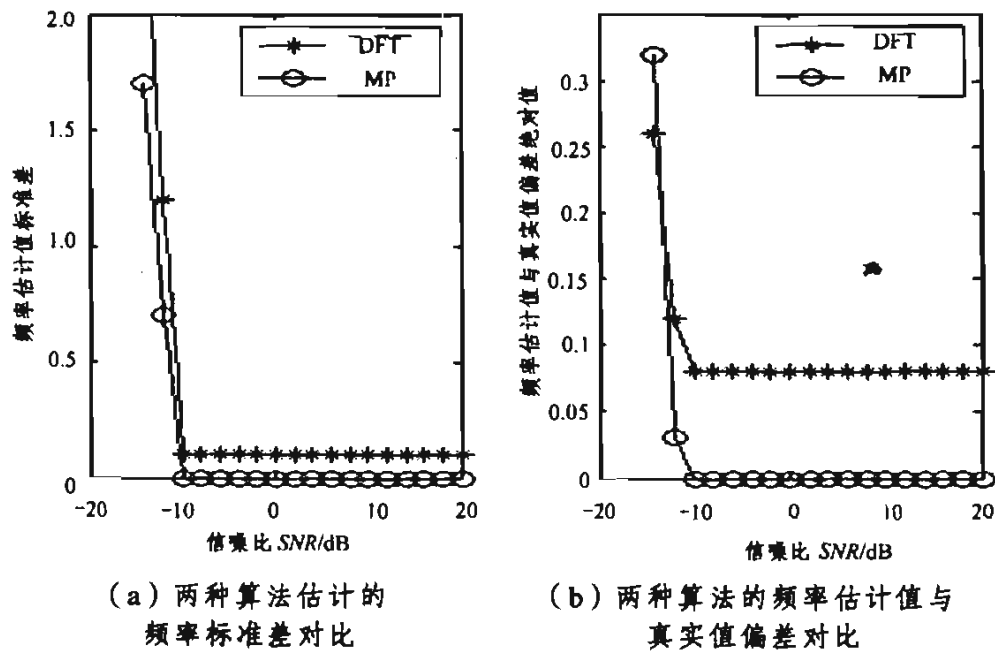 2.0
1.5
1.0
0.5
0
-20
-10
0
10
20
DFT
MP
频率估计值标准差
信噪比 SNR/dB
(a)两种算法估计的
频率标准差对比
0.3
0.25
0.2
0.15
0.1
0.05
0
-20
-10
0
10
20
DFT
MP
频率估计值与真实值偏差绝对值
信噪比 SNR/dB
(b)两种算法的频率估计值与
真实值偏差对比